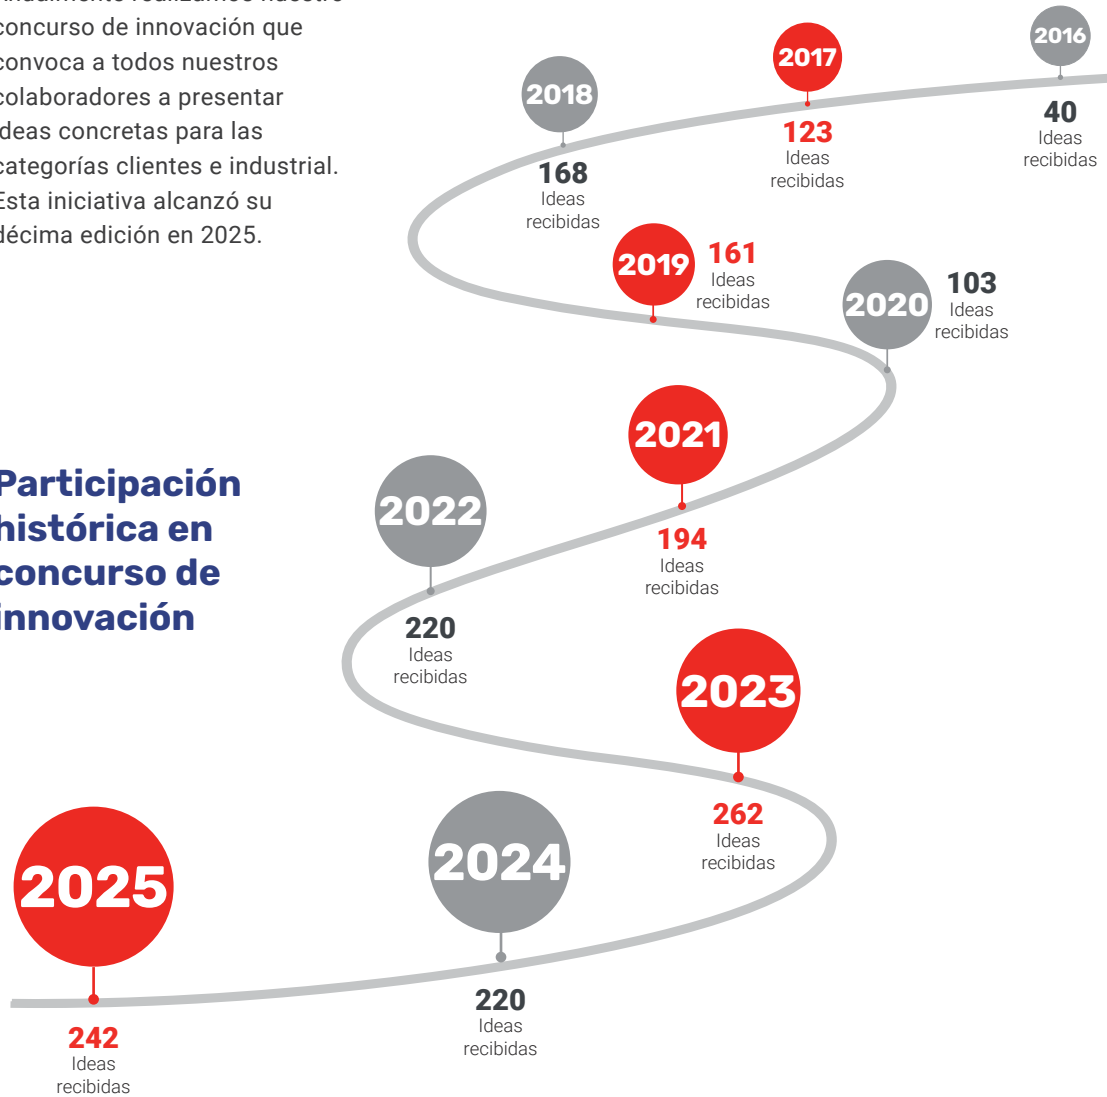 Anualmente realizamos nuestro
concurso de innovación que
convoca a todos nuestros
colaboradores a presentar
ideas concretas para las
categorías clientes e industrial.
Esta iniciativa alcanzó su
décima edición en 2025.
2016
40
Ideas
recibidas
2017
123
Ideas
recibidas
2018
168
Ideas
recibidas
2019
161
Ideas
recibidas
2020
103
Ideas
recibidas
2021
194
Ideas
recibidas
Participación
histórica en
concurso de
innovación
2022
220
Ideas
recibidas
2023
262
Ideas
recibidas
2024
220
Ideas
recibidas
2025
242
Ideas
recibidas